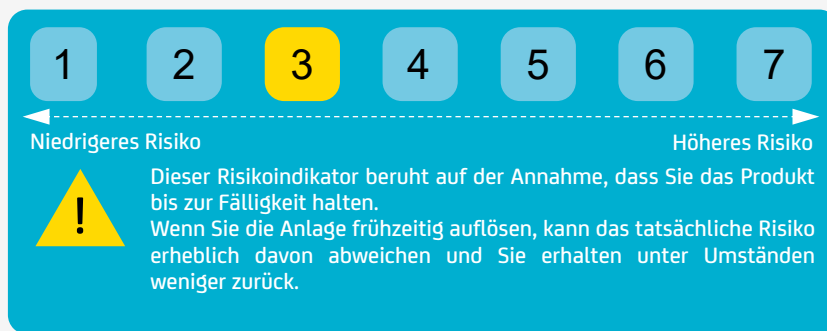 1 2 3 4 5 6 7
Niedrigeres Risiko Höheres Risiko
!
Dieser Risikoindikator beruht auf der Annahme, dass Sie das Produkt
bis zur Fälligkeit halten.
Wenn Sie die Anlage frühzeitig auflösen, kann das tatsächliche Risiko
erheblich davon abweichen und Sie erhalten unter Umständen
weniger zurück.